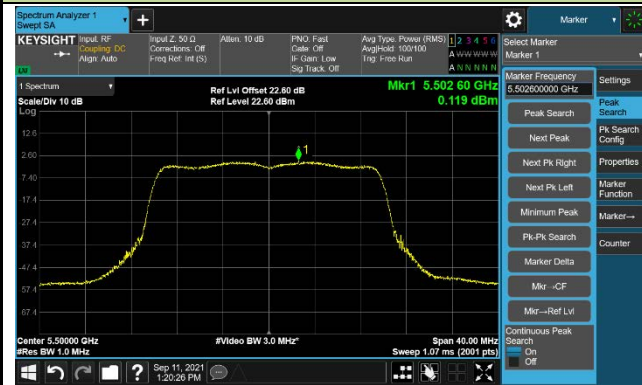 Spectrum Analyzer 1
Swept SA
+
Marker
KEYSIGHT
Input: RF
Coupling: DC
Align: Auto
Input Z: 50 Ω
Corrections: Off
Freq Ref: Int (S)
Atten: 10 dB
PNO: Fast
Gate: Off
IF Gain: Low
Sig Track: Off
Avg Type: Power (RMS)
Avg|Hold: 100/100
Trig: Free Run
1 2 3 4 5 6
A W W W W W
A N N N N N
Select Marker
Marker 1
LM
1 Spectrum
Scale/Div 10 dB
Log
Ref Lvl Offset 22.60 dB
Ref Level 22.60 dBm
Mkr1 5.502 60 GHz
0.119 dBm
12.6
2.60
-7.40
-17.4
-27.4
-37.4
-47.4
-57.4
-67.4
1
Center 5.50000 GHz
#Res BW 1.0 MHz
#Video BW 3.0 MHz*
Span 40.00 MHz
Sweep 1.07 ms (2001 pts)
Marker Frequency
5.502600000 GHz
Peak Search
Next Peak
Next Pk Right
Next Pk Left
Minimum Peak
Pk-Pk Search
Marker Delta
Mkr→CF
Mkr→Ref Lvl
Continuous Peak
Search
On
Off
Settings
Peak
Search
Pk Search
Config
Properties
Marker
Function
Marker→
Counter
?
Sep 11, 2021
1:20:26 PM